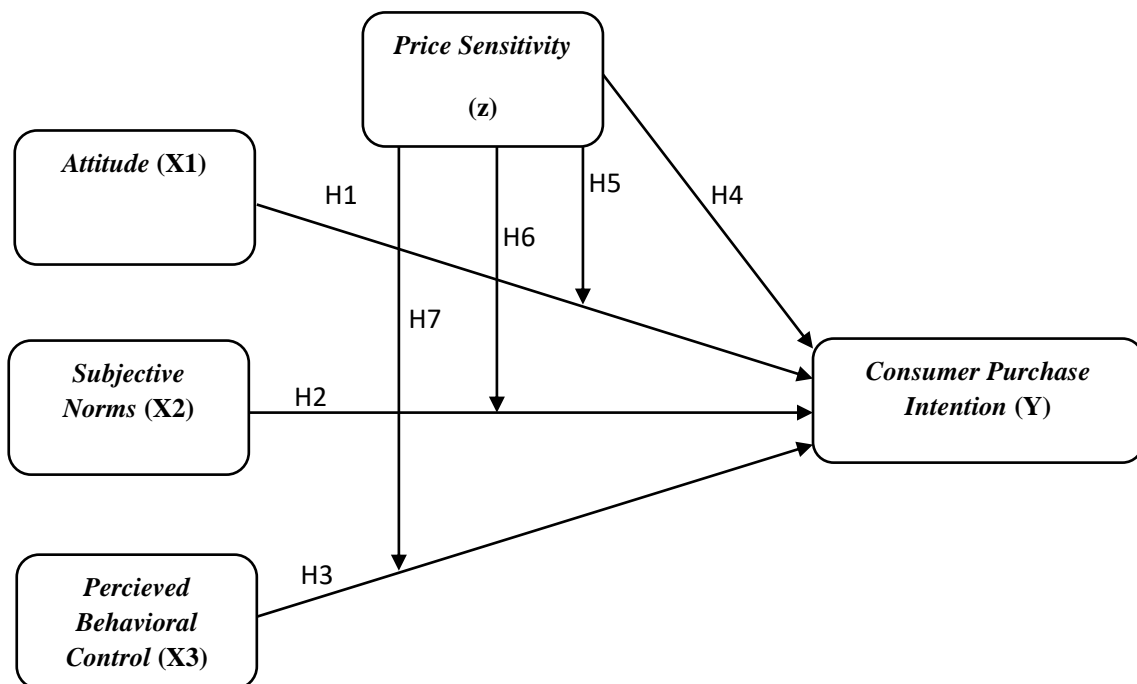 Price Sensitivity
(z)
Attitude (X1)
H1
H5
H4
H6
H7
Subjective
Norms (X2)
H2
Consumer Purchase
Intention (Y)
H3
Percieved
Behavioral
Control (X3)